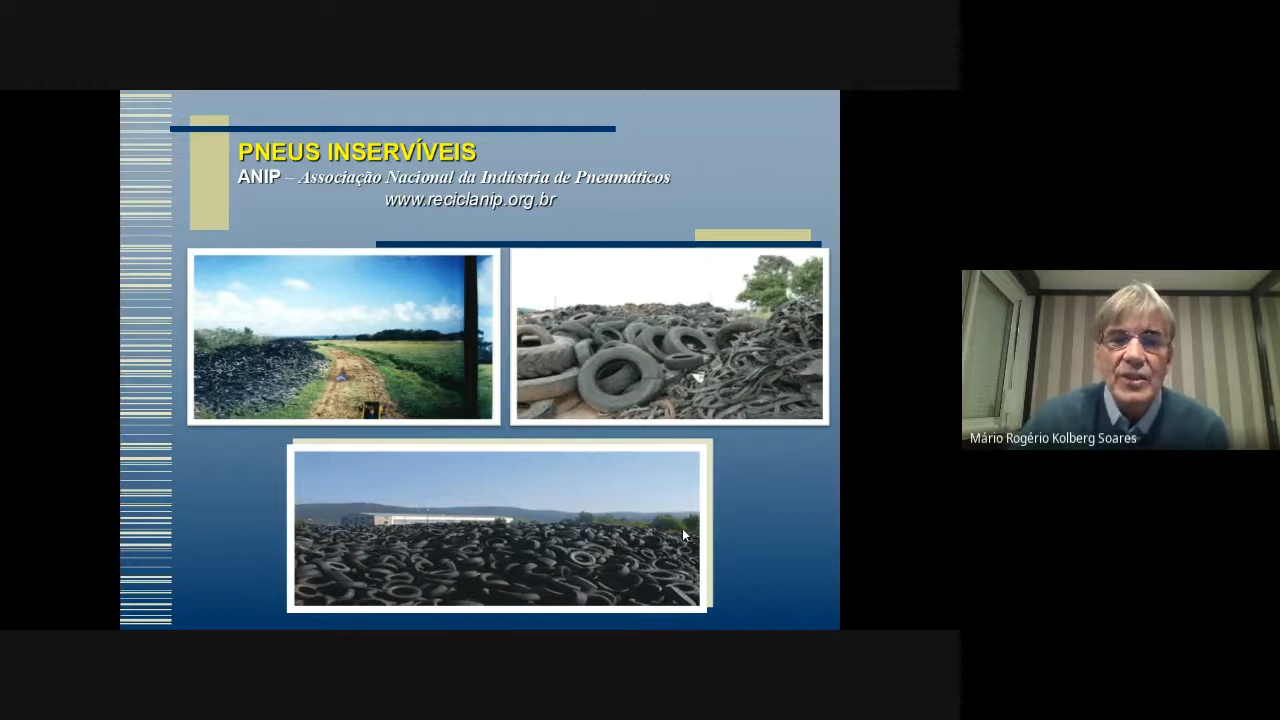 PNEUS INSERVÍVEIS
ANIP – Associação Nacional da Indústria de Pneumáticos
www.reciclanip.org.br
Mário Rogério Kolberg Soares